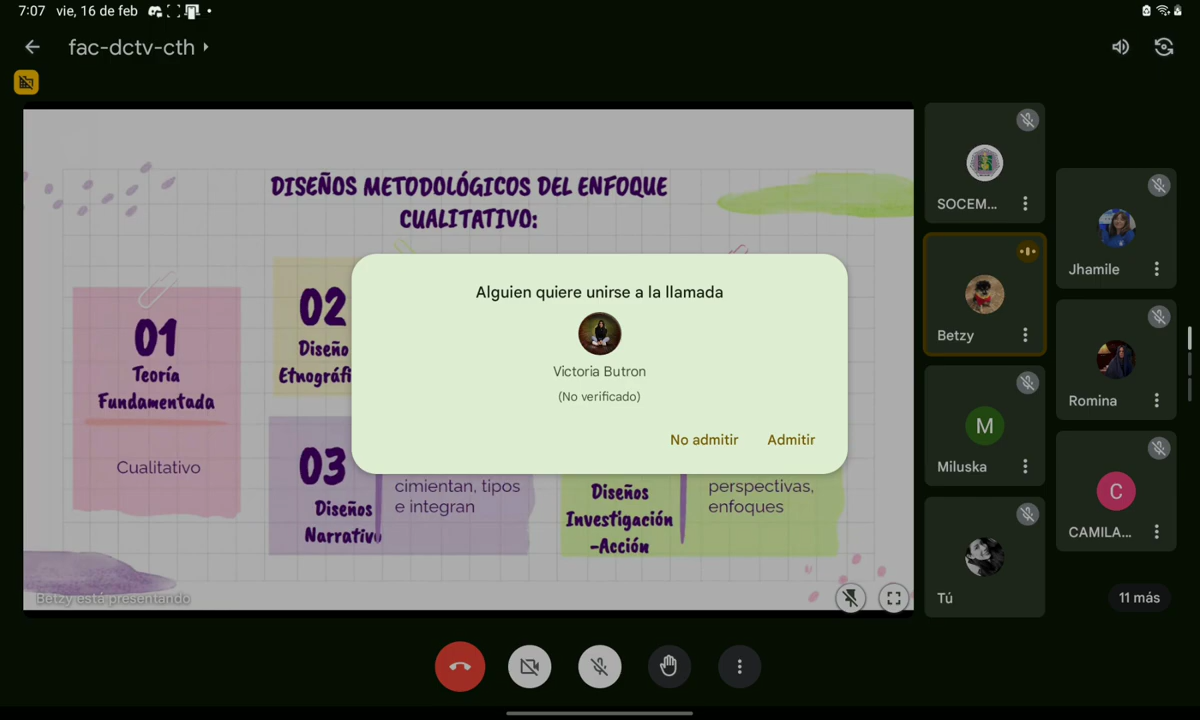 7:07 vie, 16 de feb
fac-dctv-cth
DISEÑOS METODOLÓGICOS DEL ENFOQUE
CUALITATIVO:
01
Teoría
Fundamentada
Cualitativo
02
Diseño
03
Diseños
Narrativo
cimientan, tipos
e integran
Diseños
Investigación
-Acción
perspectivas,
enfoques
Betzy está presentando
Alguien quiere unirse a la llamada
Victoria Butron
(No verificado)
No admitir Admitir
SOCEM...
Betzy
Miluska
M
Tú
Jhamile
Romina
C
CAMILA...
11 más